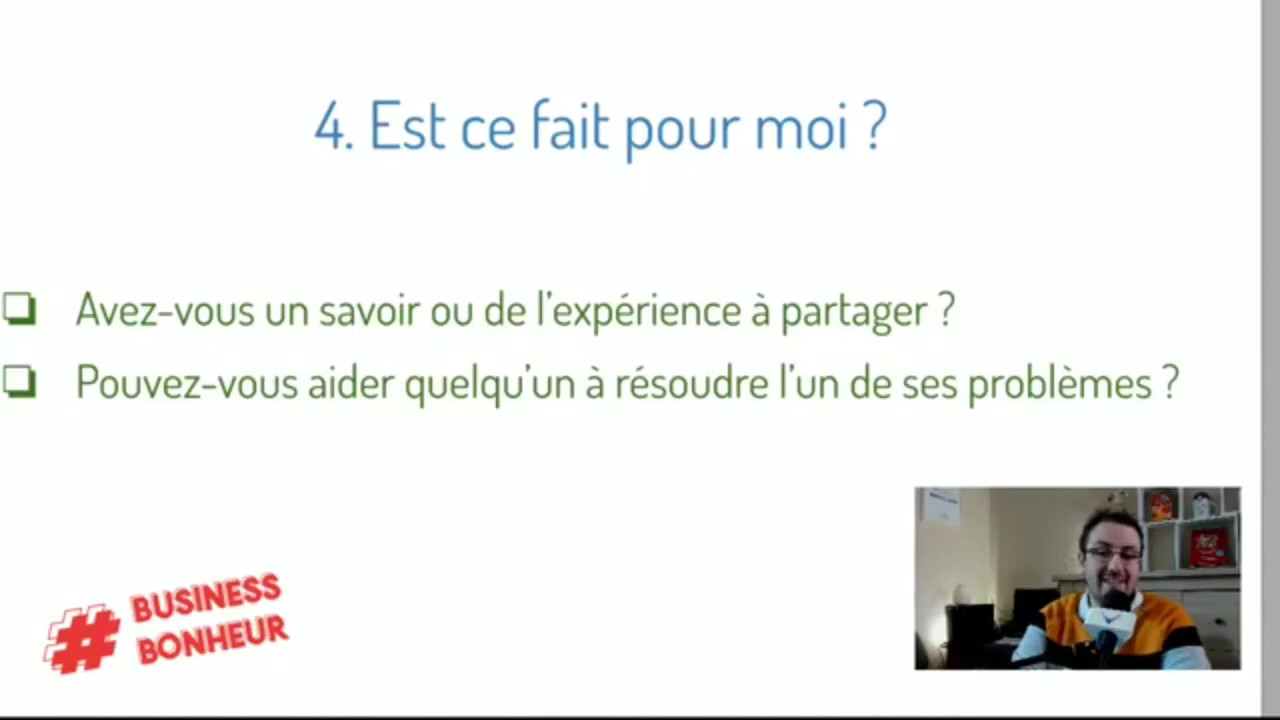 4. Est ce fait pour moi ?
Avez-vous un savoir ou de l'expérience à partager ?
Pouvez-vous aider quelqu'un à résoudre l'un de ses problèmes ?
# BUSINESS
BONHEUR